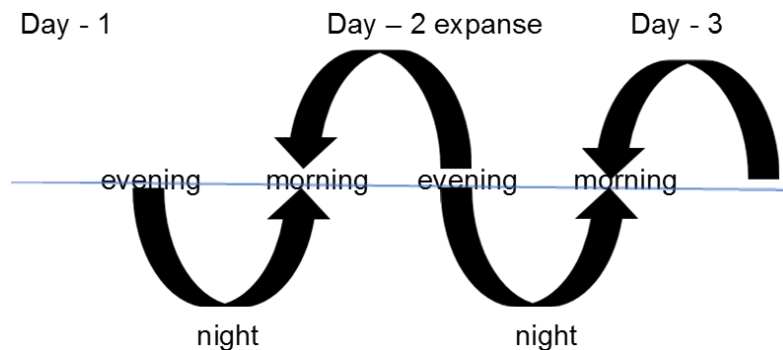 Day - 1 Day – 2 expanse Day - 3
evening morning evening morning
night night